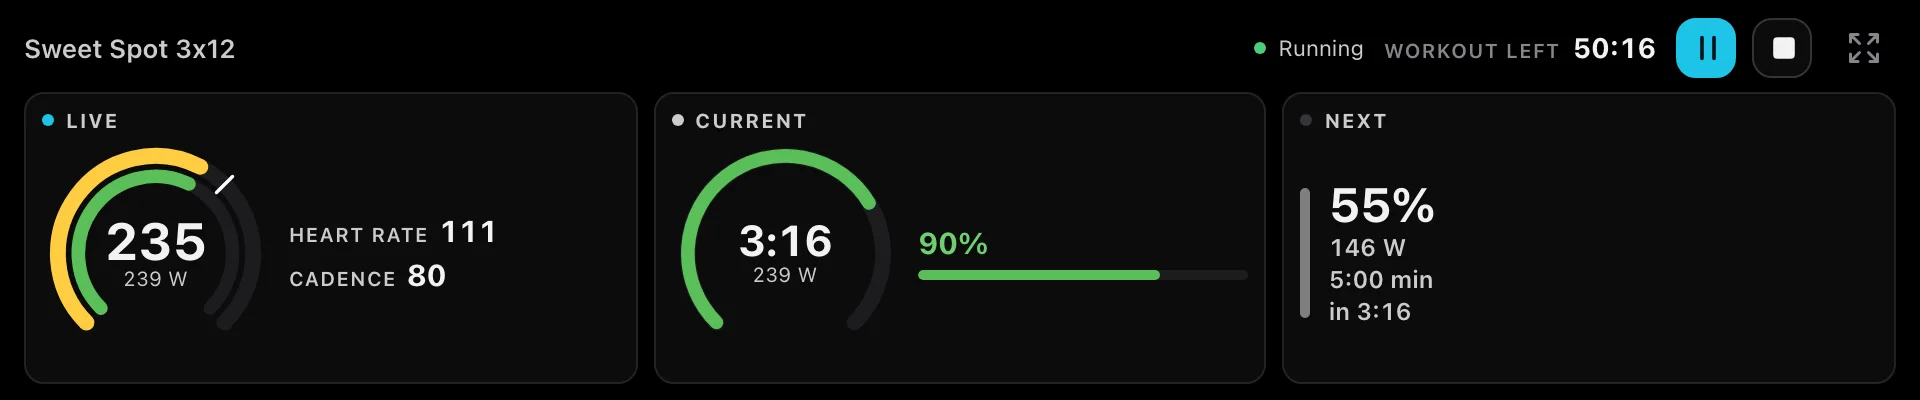 Sweet Spot 3x12
Running WORKOUT LEFT 50:16
LIVE
235
239 W
HEART RATE 111
CADENCE 80
CURRENT
3:16
239 W
90%
NEXT
55%
146 W
5:00 min
in 3:16